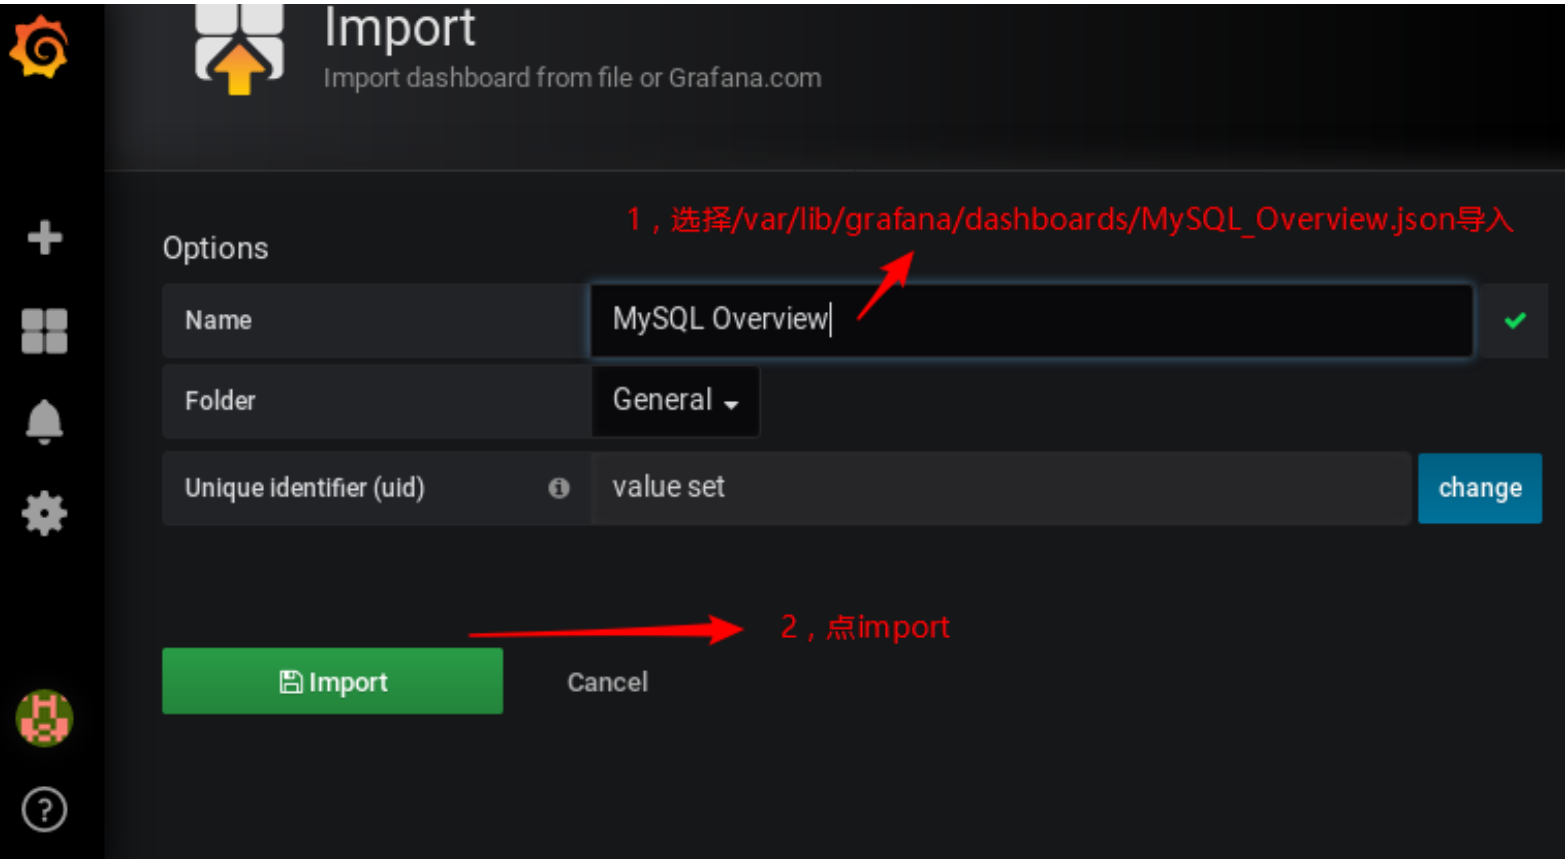 Import
Import dashboard from file or Grafana.com
1，选择/var/lib/grafana/dashboards/MySQL_Overview.json导入
Options
Name MySQL Overview
Folder General
Unique identifier (uid) value set change
2，点import
Import Cancel